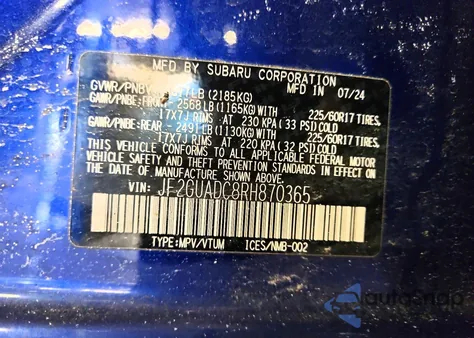 MFD. BY SUBARU CORPORATION
MFD IN 07/24
GVWR/PNBV LB (2185KG)
GAWR/PNBE: FRONT - 2568LB (1165KG) WITH 225/60R17 TIRES
17X7J RIMS AT 230 KPA (33 PSI) COLD
GAWR/PNBE: REAR - 2491LB (1130KG) WITH 225/60R17 TIRES
17X7J RIMS AT 220 KPA (32 PSI) COLD
THIS VEHICLE CONFORMS TO ALL APPLICABLE FEDERAL MOTOR
VEHICLE SAFETY AND BUMPER STANDARDS IN EFFECT ON
THE DATE OF MANUFACTURE SHOWN ABOVE.
VIN: JF2GUADC8RH870365
TYPE: MPV/VTUM ICES/NMB-002
autosnap